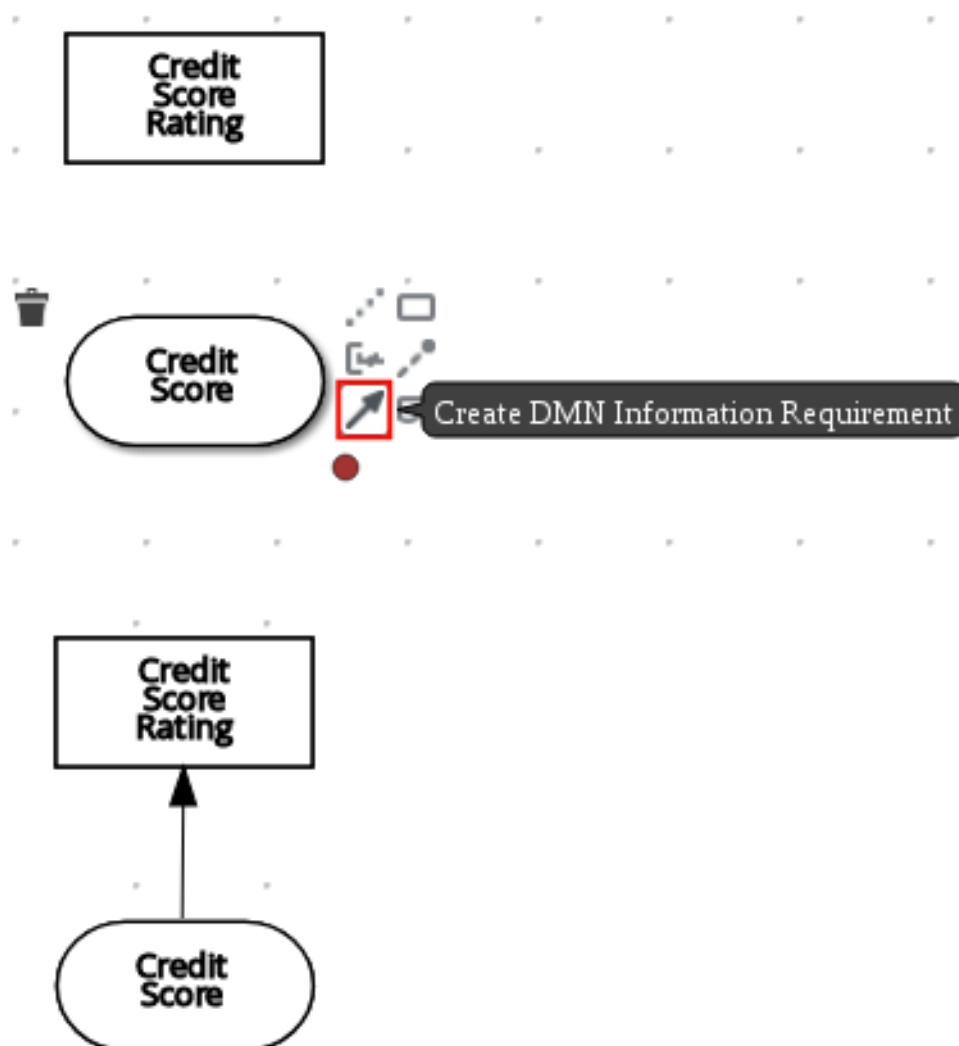 Credit
Score
Rating
Credit
Score
Create DMN Information Requirement
Credit
Score
Rating
Credit
Score